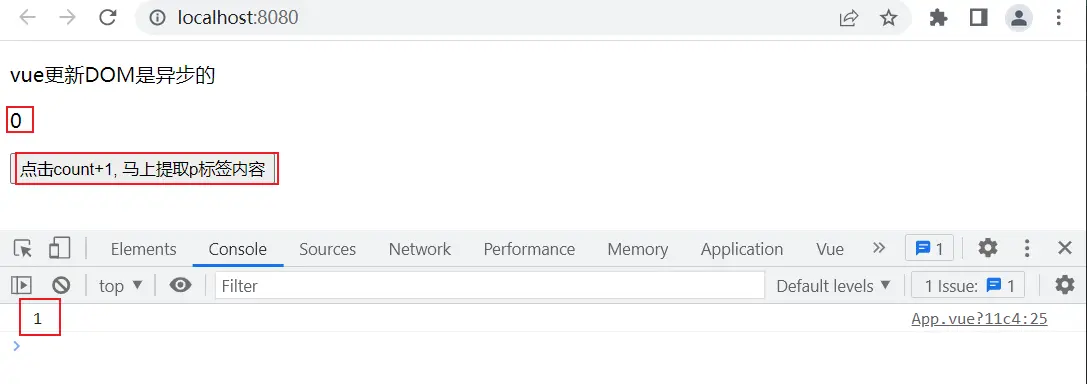 localhost:8080
vue更新DOM是异步的
0
点击count+1, 马上提取p标签内容
Elements Console Sources Network Performance Memory Application Vue » 1
top ▼ Filter Default levels ▼ 1 Issue: 1
1 App.vue?11c4:25
>